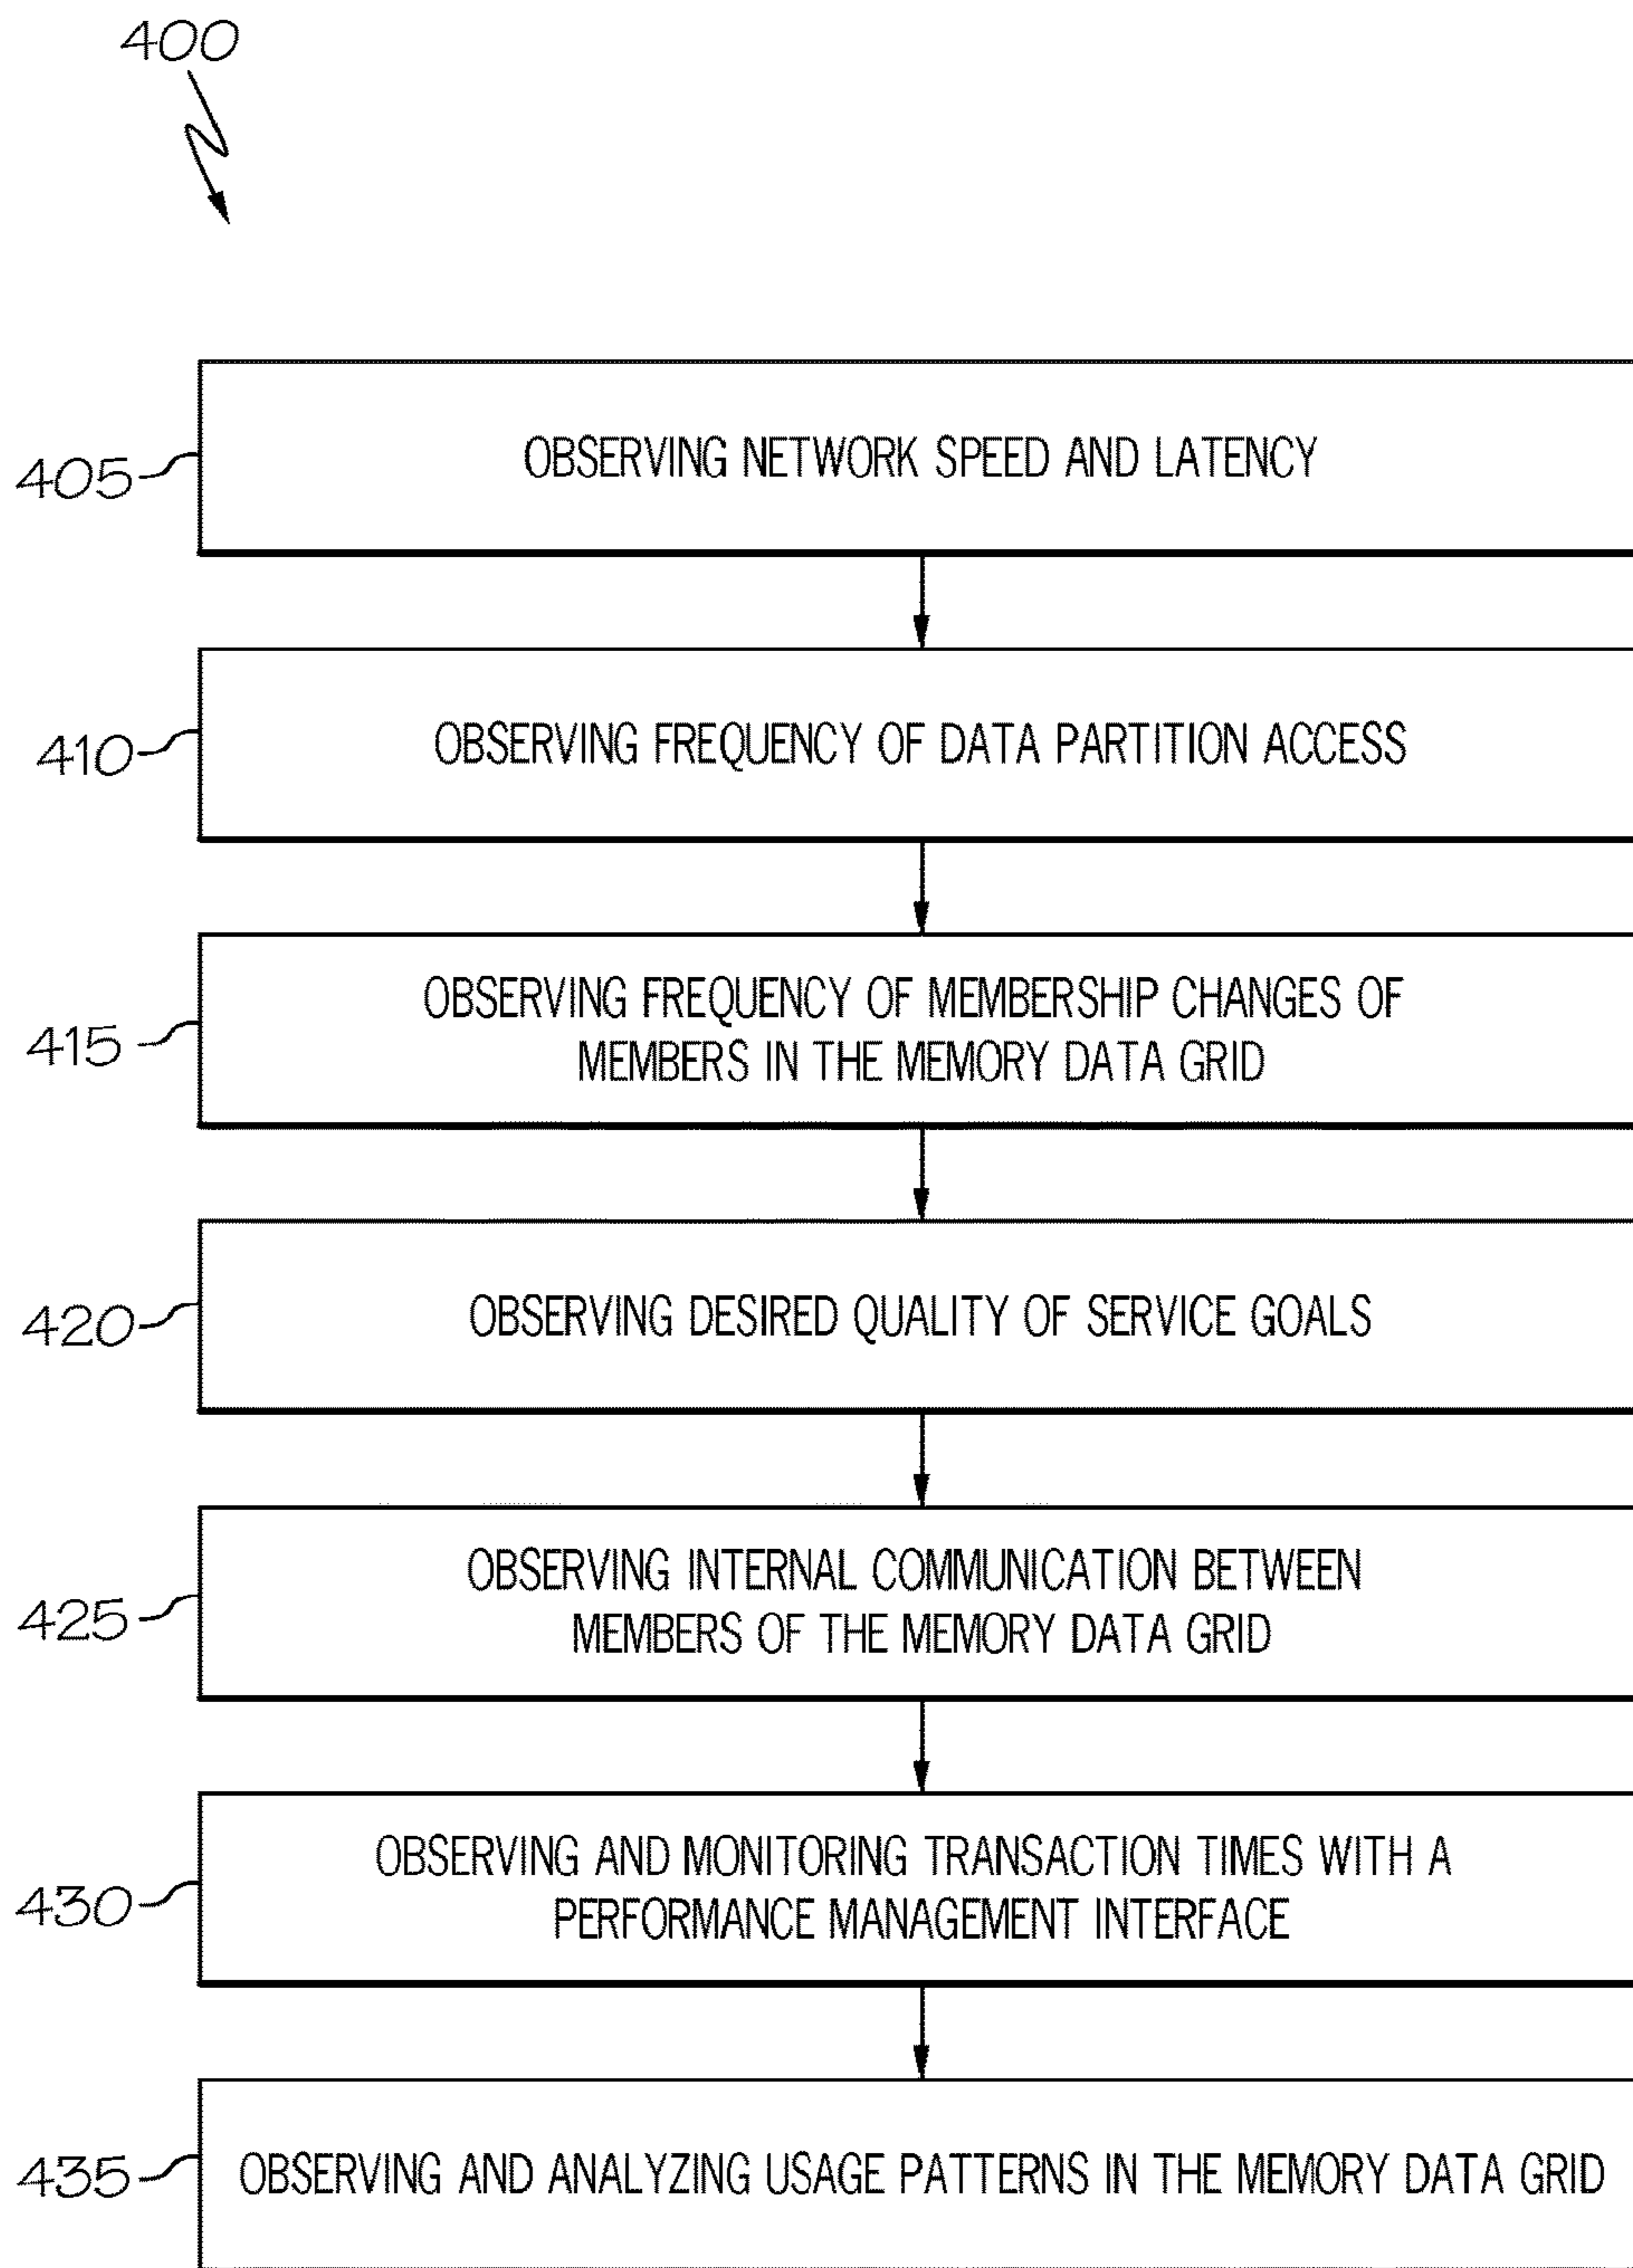 400
405
OBSERVING NETWORK SPEED AND LATENCY
410
OBSERVING FREQUENCY OF DATA PARTITION ACCESS
415
OBSERVING FREQUENCY OF MEMBERSHIP CHANGES OF
MEMBERS IN THE MEMORY DATA GRID
420
OBSERVING DESIRED QUALITY OF SERVICE GOALS
425
OBSERVING INTERNAL COMMUNICATION BETWEEN
MEMBERS OF THE MEMORY DATA GRID
430
OBSERVING AND MONITORING TRANSACTION TIMES WITH A
PERFORMANCE MANAGEMENT INTERFACE
435
OBSERVING AND ANALYZING USAGE PATTERNS IN THE MEMORY DATA GRID